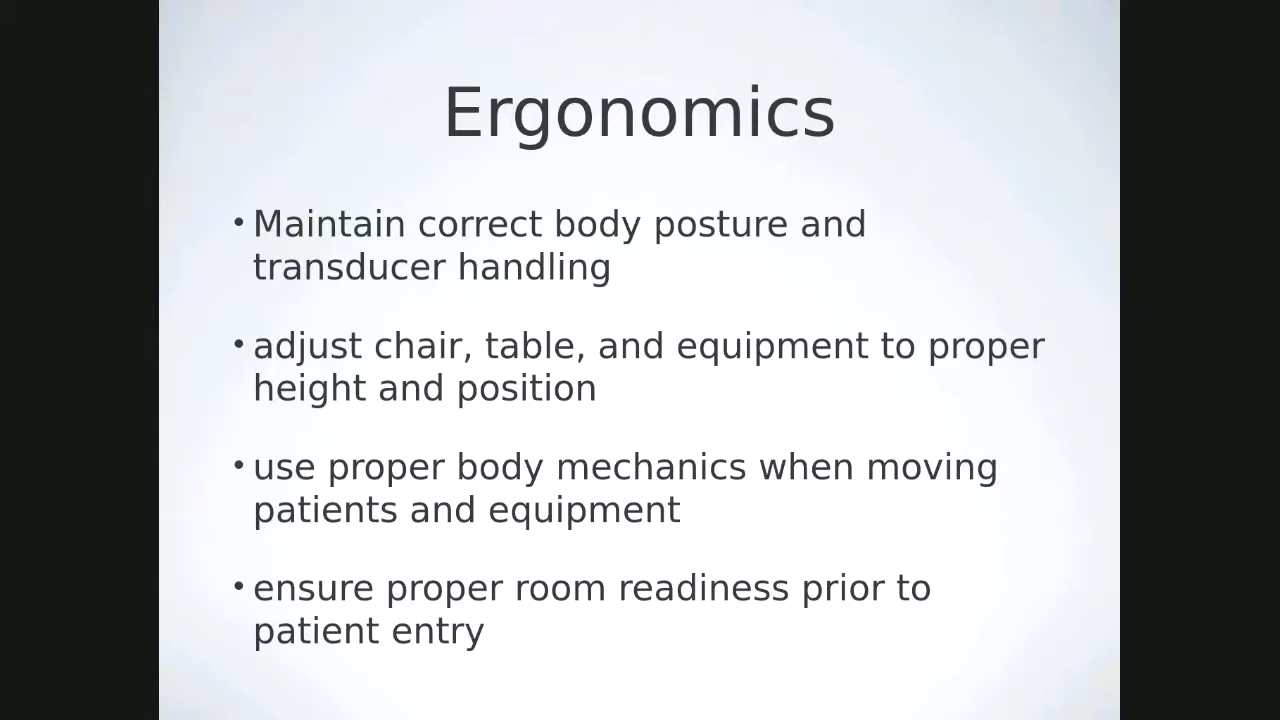 Ergonomics
• Maintain correct body posture and
transducer handling
• adjust chair, table, and equipment to proper
height and position
• use proper body mechanics when moving
patients and equipment
• ensure proper room readiness prior to
patient entry